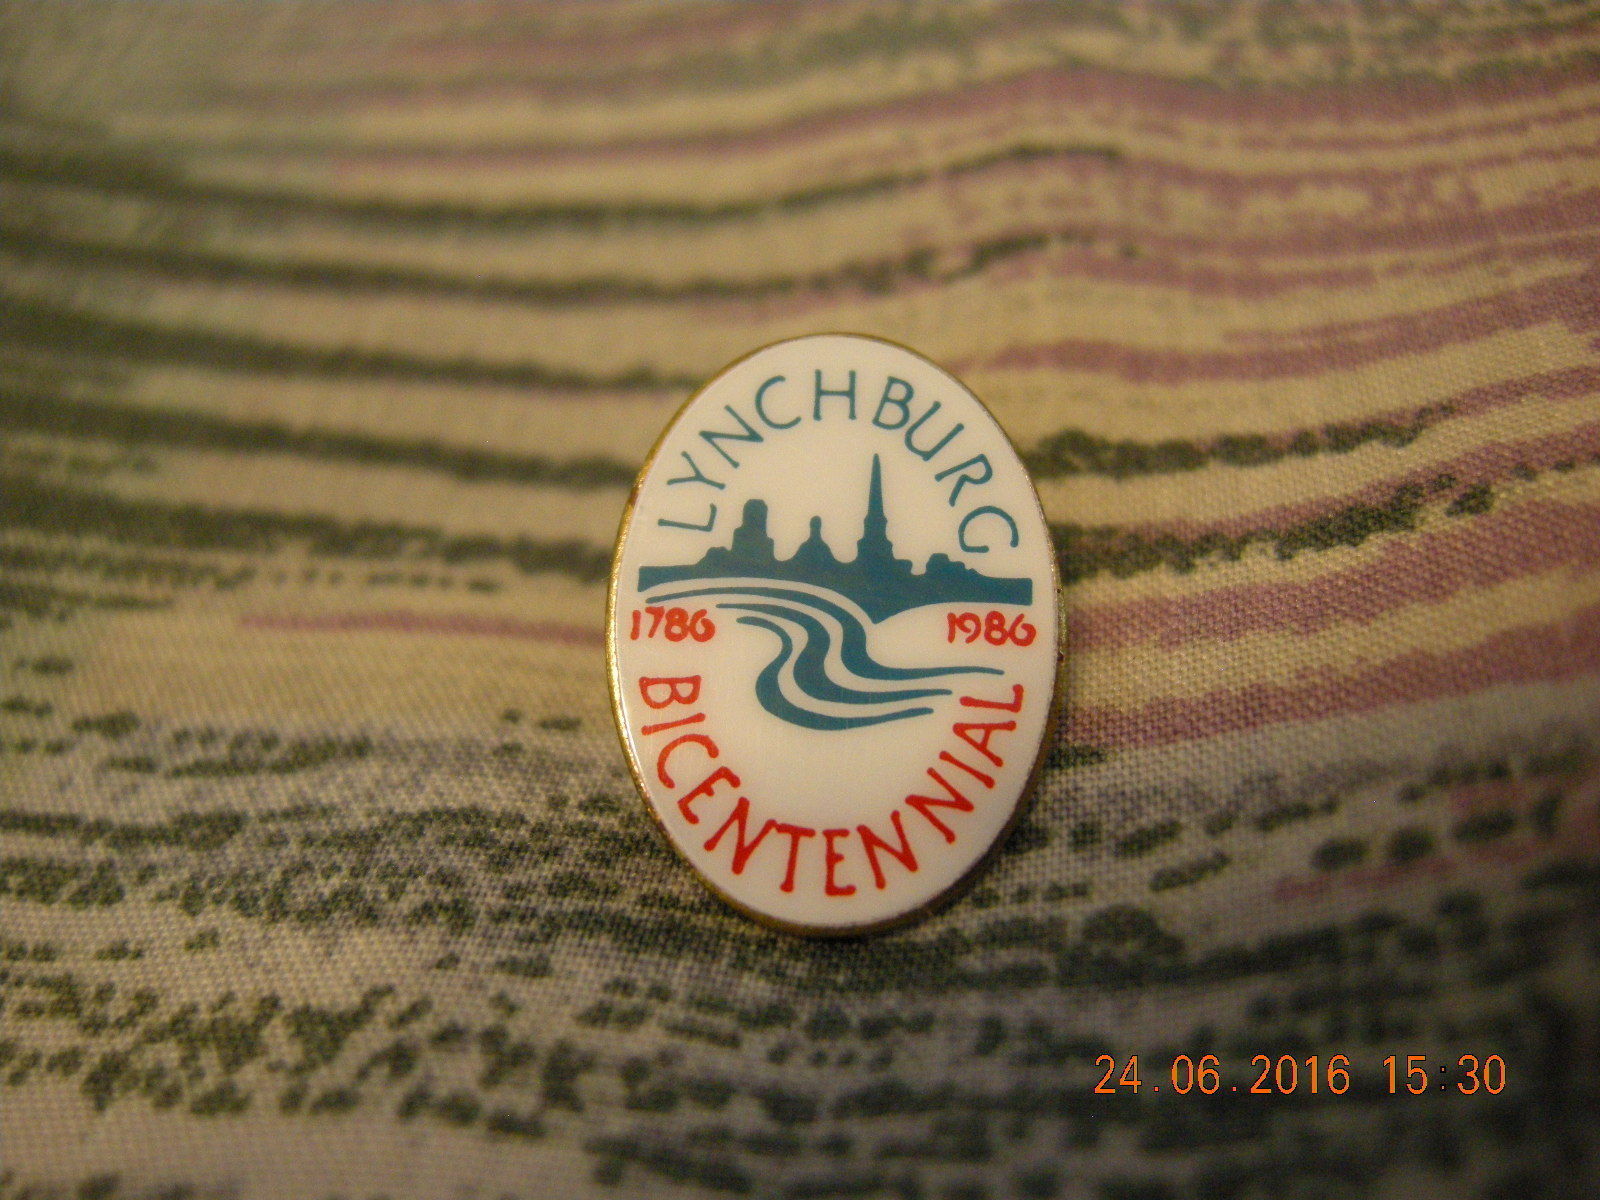 LYNCHBURG
1786 1986
BICENTENNIAL
24.06.2016 15:30